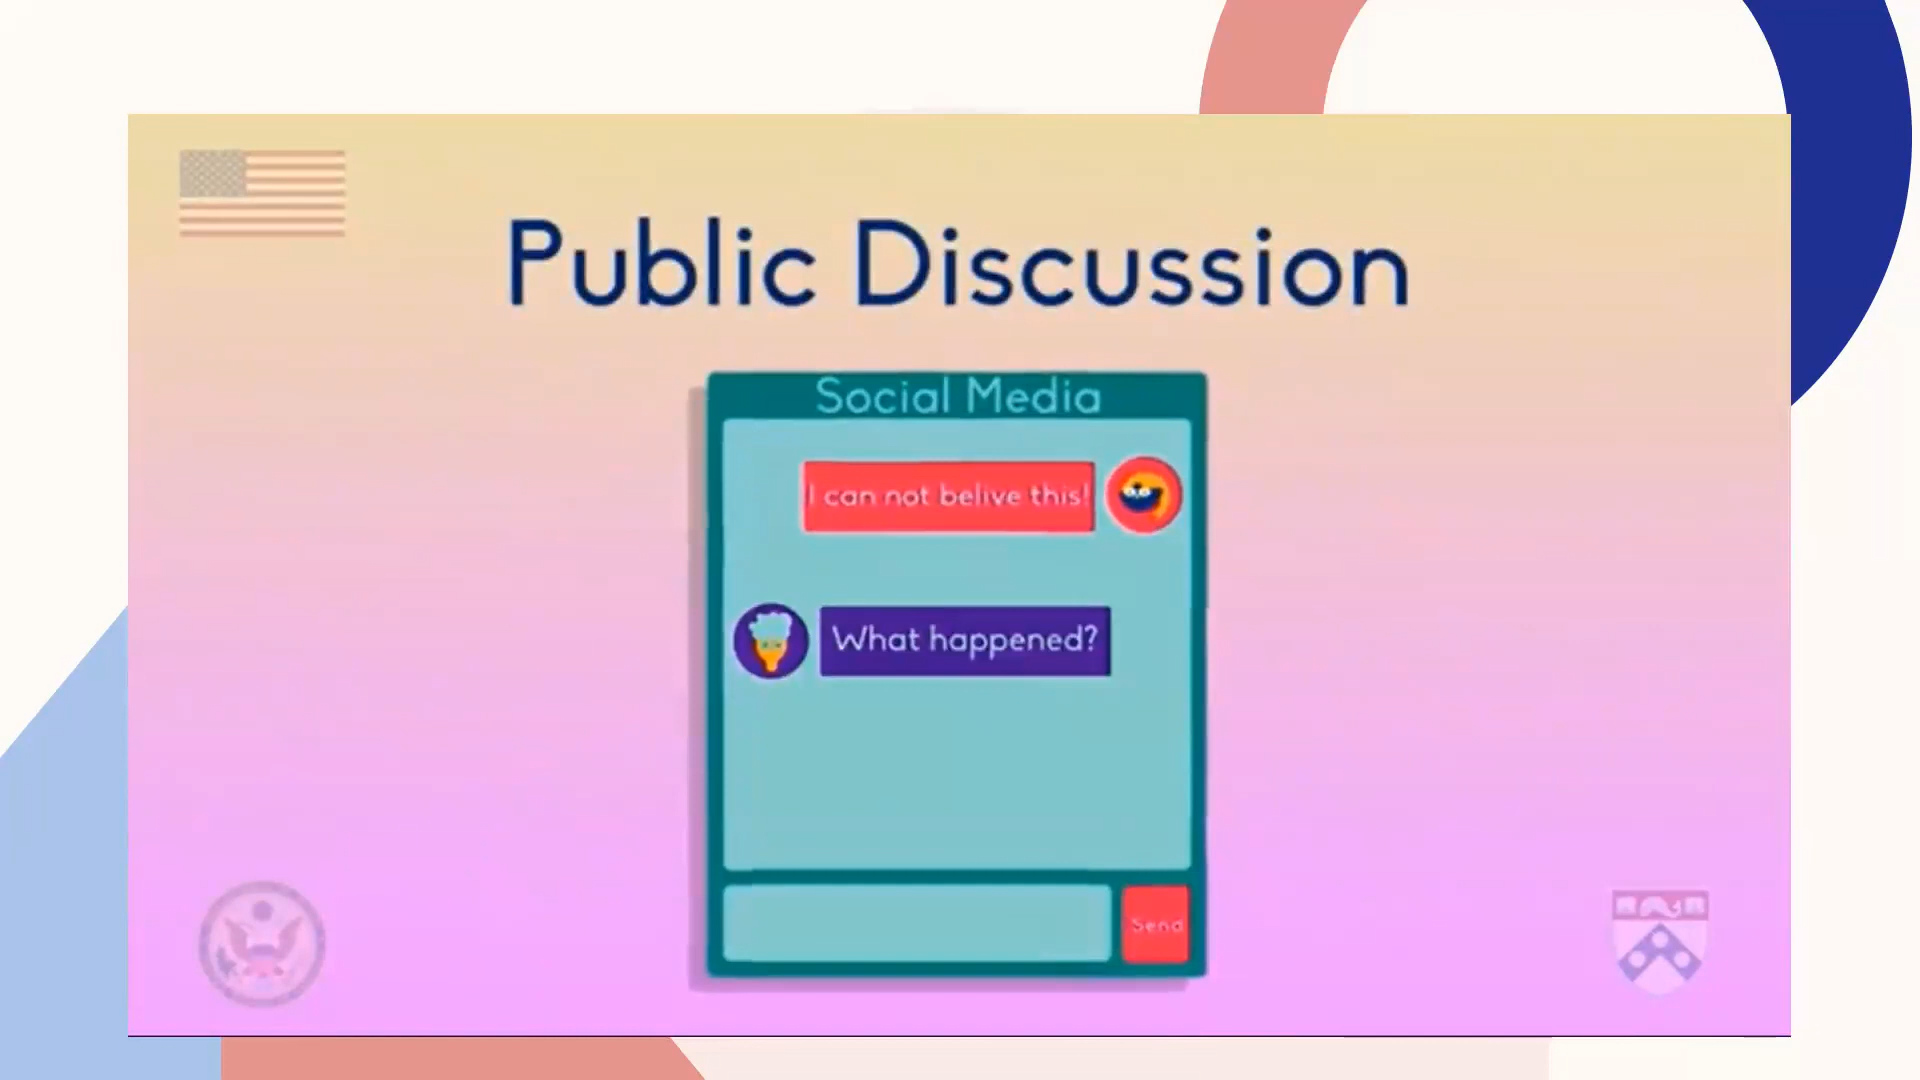 Public Discussion
Social Media
I can not belive this!
What happened?
Send